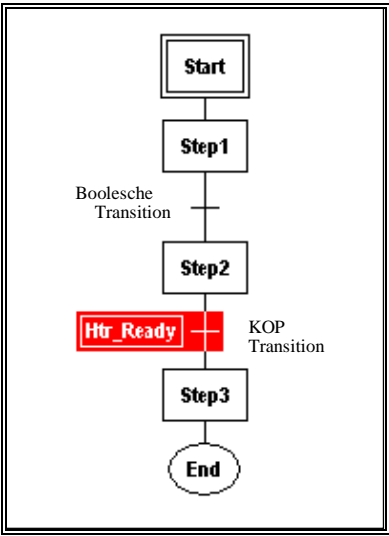 Start
Step1
Boolesche
Transition
Step2
Htr_Ready
KOP
Transition
Step3
End